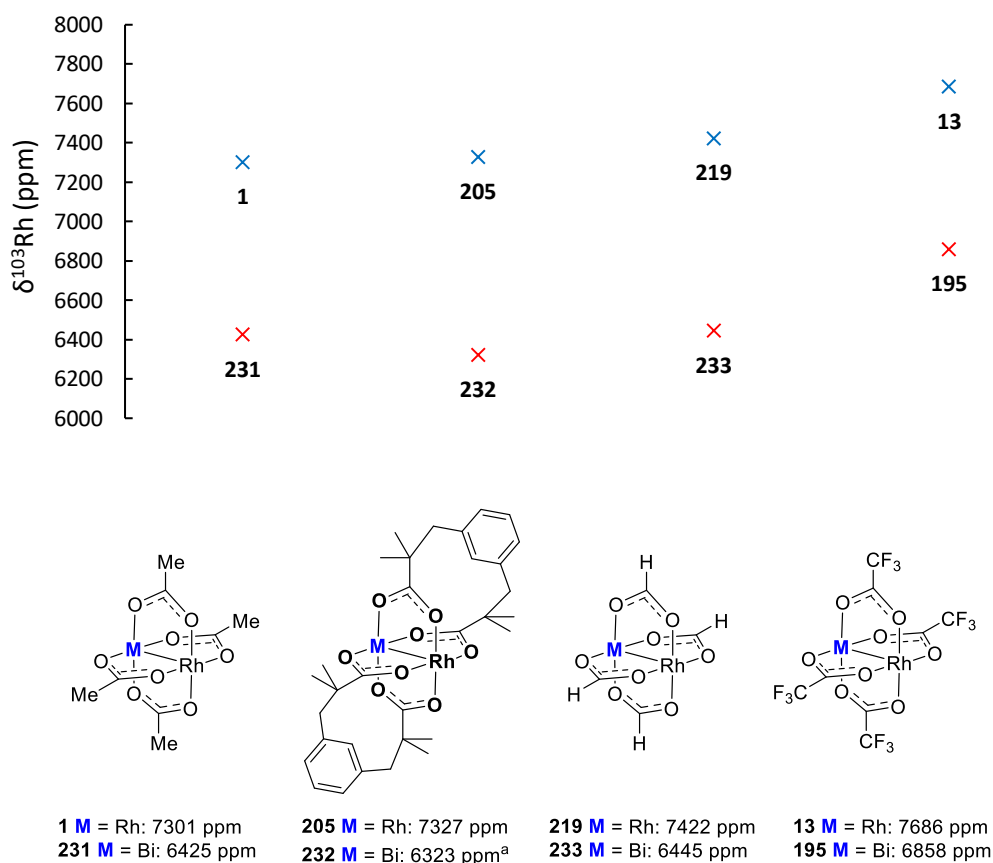 8000
7800
7600
7400
7200
7000
6800
6600
6400
6200
6000
δ¹⁰³Rh (ppm)
1
205
219
13
231
232
233
195
Me
O
O
M
O
Me
O
O
O
Rh
Me
O
O
Me
O
O
M
O
O
O
O
Rh
O
O
H
O
O
M
O
H
O
O
O
Rh
H
O
O
H
CF₃
O
O
M
O
CF₃
O
O
O
Rh
F₃C
O
O
CF₃
1 M = Rh: 7301 ppm
231 M = Bi: 6425 ppm
205 M = Rh: 7327 ppm
232 M = Bi: 6323 ppmᵃ
219 M = Rh: 7422 ppm
233 M = Bi: 6445 ppm
13 M = Rh: 7686 ppm
195 M = Bi: 6858 ppm